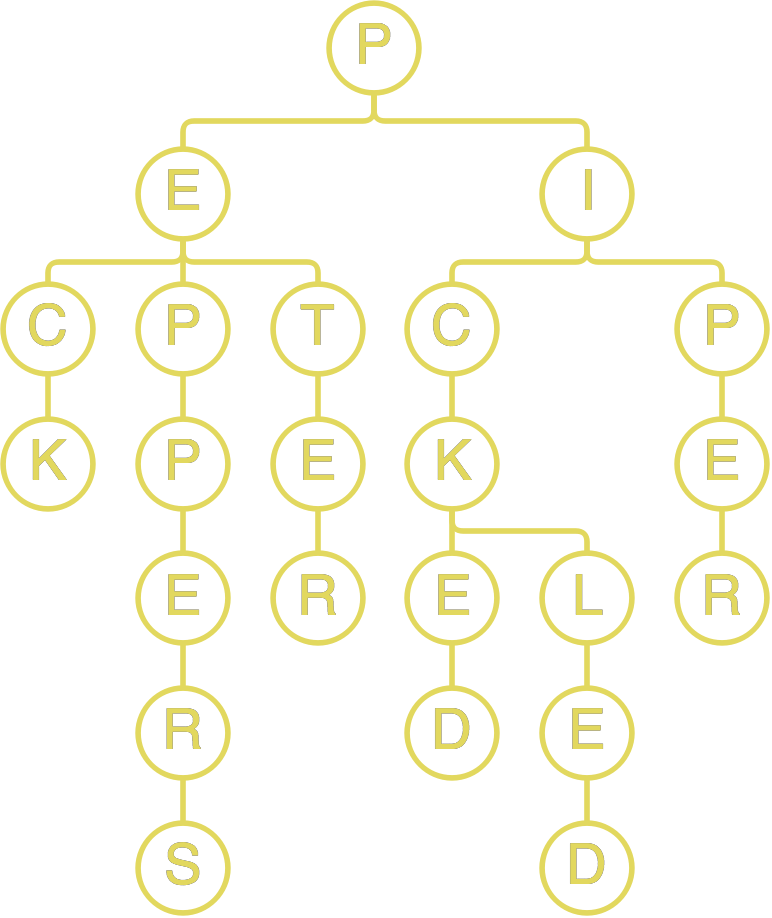 P
E I
C P T C P
K P E K E
E R E L R
R D E
S D